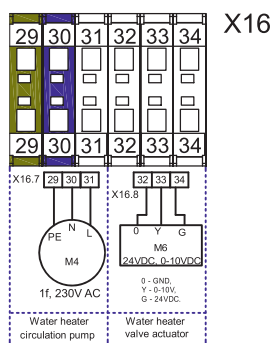 X16
29 30 31 32 33 34
29 30 31 32 33 34
X16.7 29 30 31
32 33 34
X16.8
PE N L
0 Y G
M4
M6
24VDC, 0-10VDC
1f, 230V AC
0 - GND,
Y - 0-10V,
G - 24VDC.
Water heater
circulation pump
Water heater
valve actuator